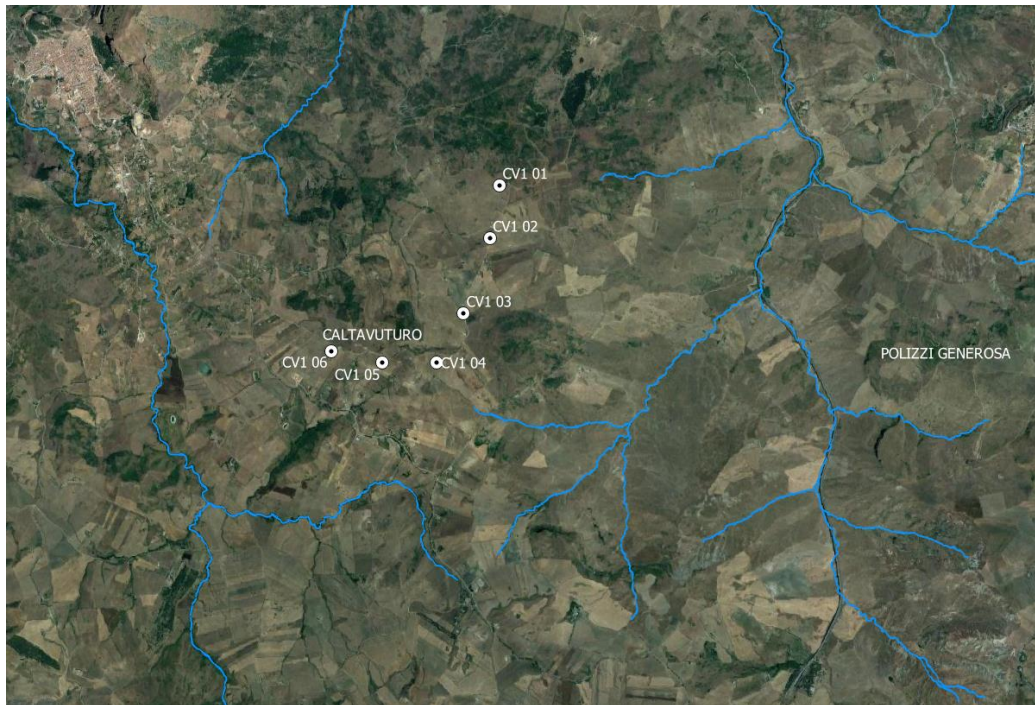 CV1 01
CV1 02
CV1 03
CALTAVUTURO
CV1 06
CV1 05
CV1 04
POLIZZI GENEROSA